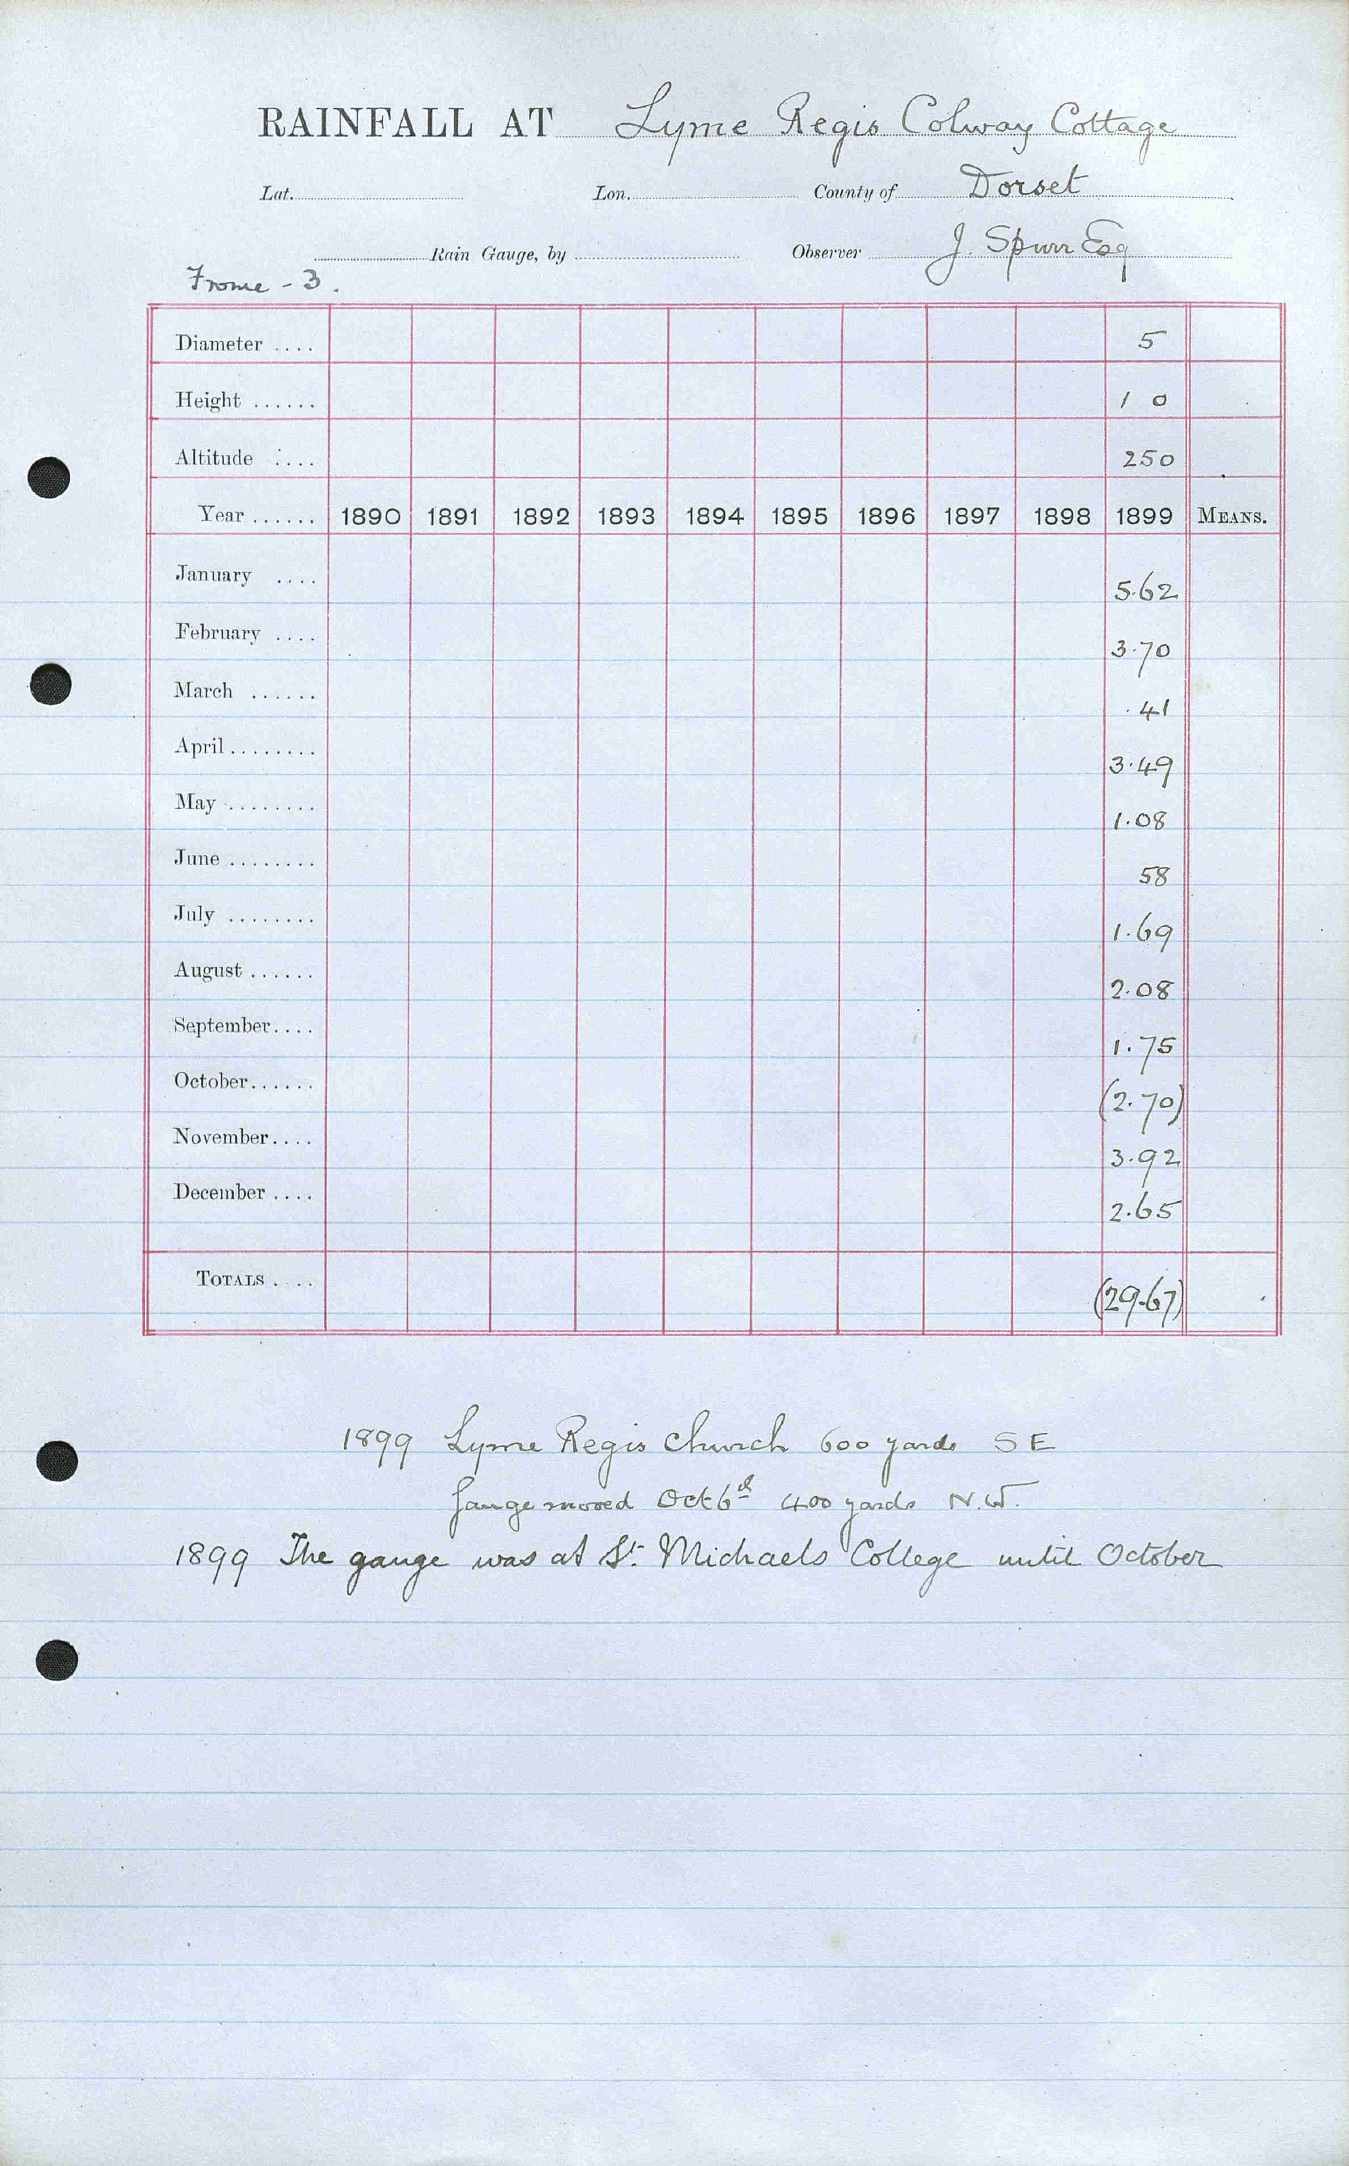 RAINFALL AT Lyme Regis Colway Cottage
Lat. Lon. County of Dorset
Rain Gauge, by Observer J. Spurr Esq
Frome - 3.
Diameter .... 5
Height ...... 1 0
Altitude .... 250
Year ...... 1890 1891 1892 1893 1894 1895 1896 1897 1898 1899 MEANS.
January .... 5.62
February .... 3.70
March ...... .41
April ........ 3.49
May ........ 1.08
June ........ 58
July ........ 1.69
August ...... 2.08
September.... 1.75
October...... (2.70)
November.... 3.92
December .... 2.65
TOTALS .... (29.67)
1899 Lyme Regis Church 600 yards SE
Gauge moved Oct 6th 400 yards N.W.
1899 The gauge was at St. Michaels College until October